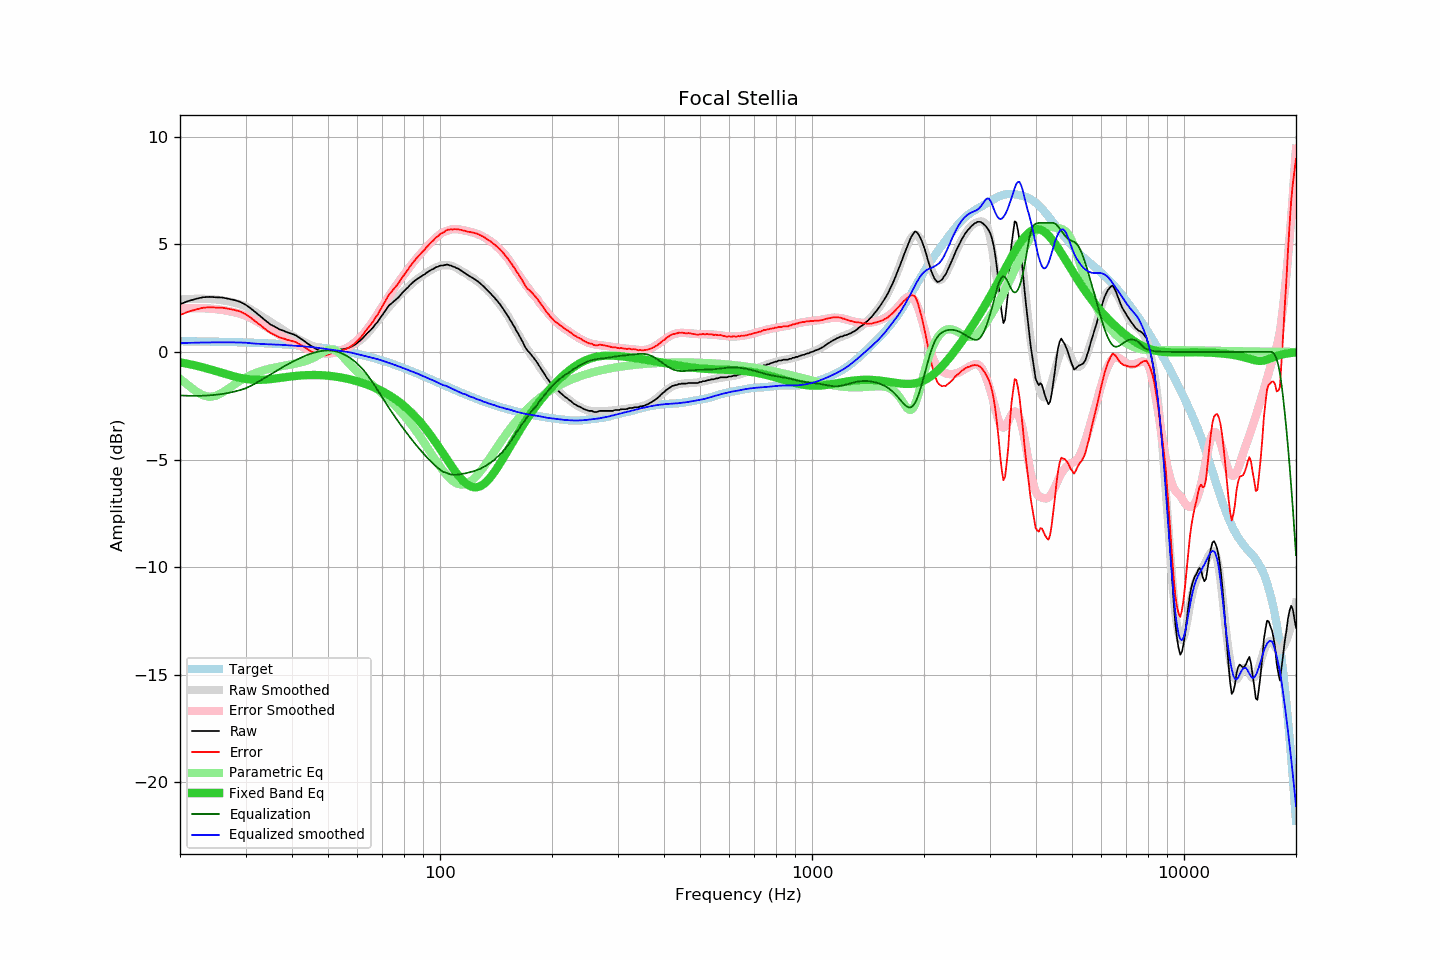 Focal Stellia
10
5
0
−5
−10
−15
−20
Amplitude (dBr)
Target
Raw Smoothed
Error Smoothed
Raw
Error
Parametric Eq
Fixed Band Eq
Equalization
Equalized smoothed
100
1000
10000
Frequency (Hz)